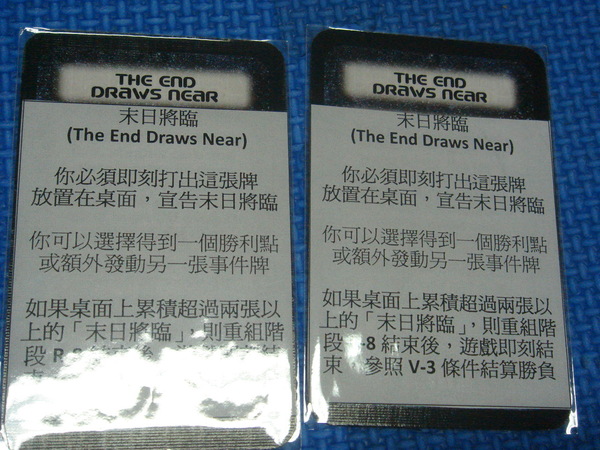 THE END
DRAWS NEAR
末日將臨
(The End Draws Near)
你必須即刻打出這張牌
放置在桌面，宣告末日將臨
你可以選擇得到一個勝利點
或額外發動另一張事件牌
如果桌面上累積超過兩張以
上的「末日將臨」，則重組階
段 R-8 結束後
束
THE END
DRAWS NEAR
末日將臨
(The End Draws Near)
你必須即刻打出這張牌
放置在桌面，宣告末日將臨
你可以選擇得到一個勝利點
或額外發動另一張事件牌
如果桌面上累積超過兩張以
上的「末日將臨」，則重組階
段 R-8 結束後，遊戲即刻結
束 參照 V-3 條件結算勝負